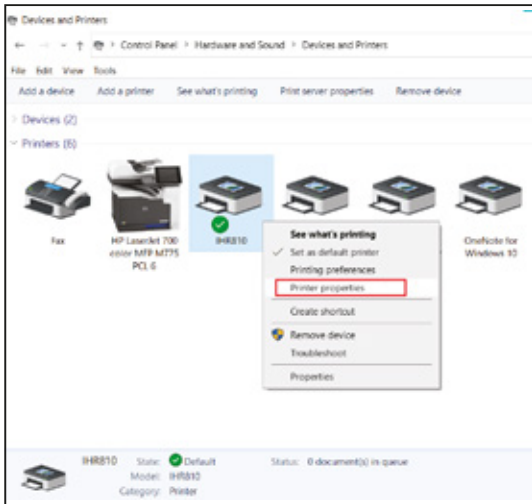 Devices and Printers
Control Panel > Hardware and Sound > Devices and Printers
File Edit View Tools
Add a device Add a printer See what's printing Print server properties Remove device
Devices (2)
Printers (6)
Fax
HP LaserJet 700
color MFP M775
PCL 6
IHR810
OneNote for
Windows 10
See what's printing
Set as default printer
Printing preferences
Printer properties
Create shortcut
Remove device
Troubleshoot
Properties
IHR810 State: Default Status: 0 document(s) in queue
Model: IHR810
Category: Printer